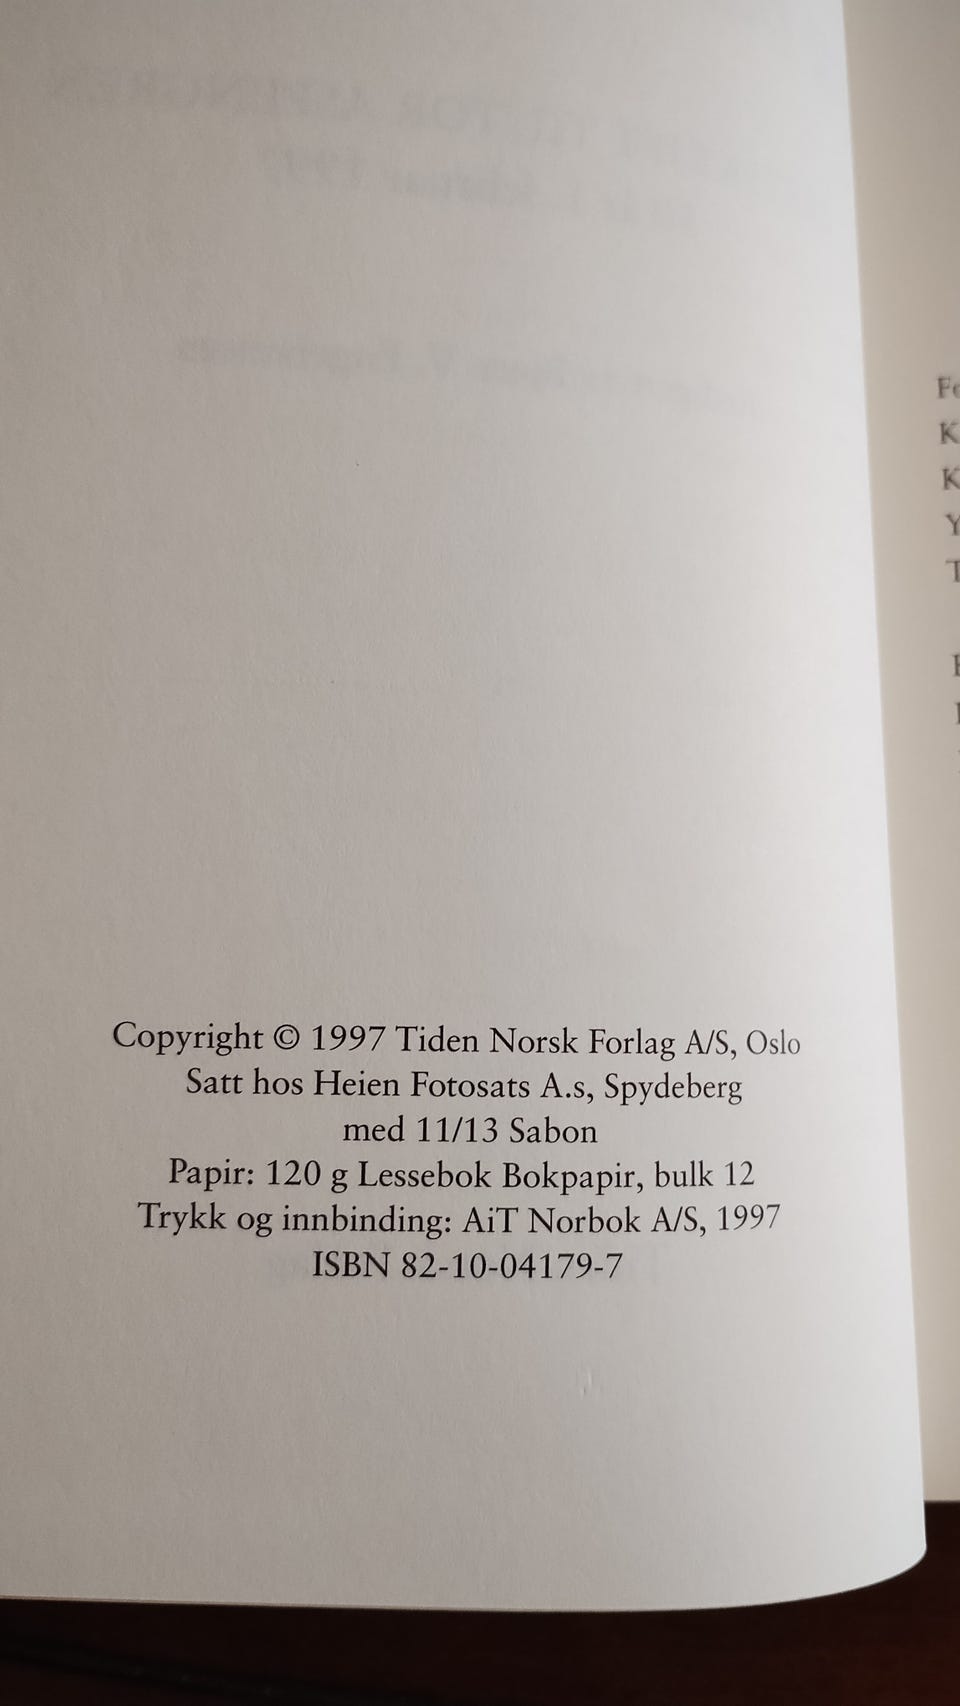 Copyright © 1997 Tiden Norsk Forlag A/S, Oslo
Satt hos Heien Fotosats A.s, Spydeberg
med 11/13 Sabon
Papir: 120 g Lessebok Bokpapir, bulk 12
Trykk og innbinding: AiT Norbok A/S, 1997
ISBN 82-10-04179-7